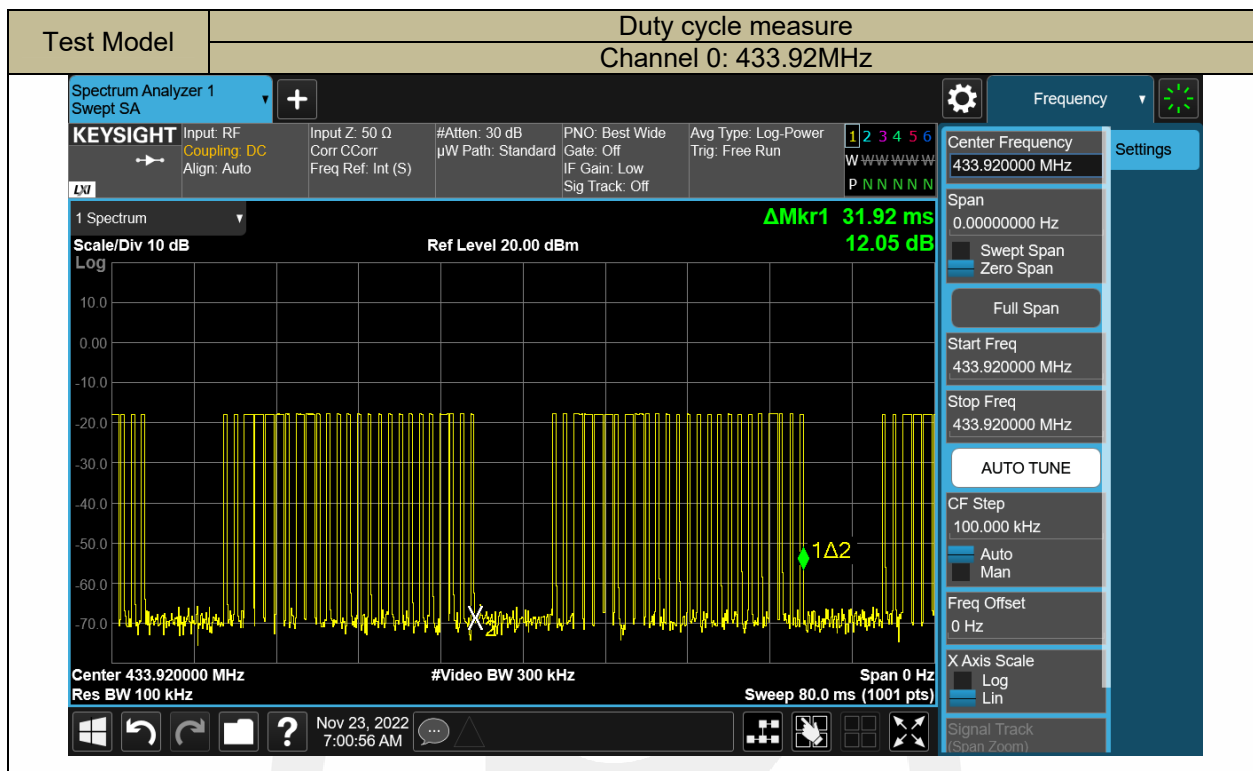 Test Model
Duty cycle measure
Channel 0: 433.92MHz
Spectrum Analyzer 1
Swept SA
Frequency
KEYSIGHT
LXI
Input: RF
Coupling: DC
Align: Auto
Input Z: 50 Ω
Corr CCorr
Freq Ref: Int (S)
#Atten: 30 dB
µW Path: Standard
PNO: Best Wide
Gate: Off
IF Gain: Low
Sig Track: Off
Avg Type: Log-Power
Trig: Free Run
1 2 3 4 5 6
W W W W W W
P N N N N N
1 Spectrum
ΔMkr1 31.92 ms
12.05 dB
Scale/Div 10 dB
Ref Level 20.00 dBm
Log
10.0
0.00
-10.0
-20.0
-30.0
-40.0
-50.0
-60.0
-70.0
1Δ2
X2
Center 433.920000 MHz
#Video BW 300 kHz
Span 0 Hz
Res BW 100 kHz
Sweep 80.0 ms (1001 pts)
Nov 23, 2022
7:00:56 AM
Center Frequency
433.920000 MHz
Settings
Span
0.00000000 Hz
Swept Span
Zero Span
Full Span
Start Freq
433.920000 MHz
Stop Freq
433.920000 MHz
AUTO TUNE
CF Step
100.000 kHz
Auto
Man
Freq Offset
0 Hz
X Axis Scale
Log
Lin
Signal Track
(Span Zoom)